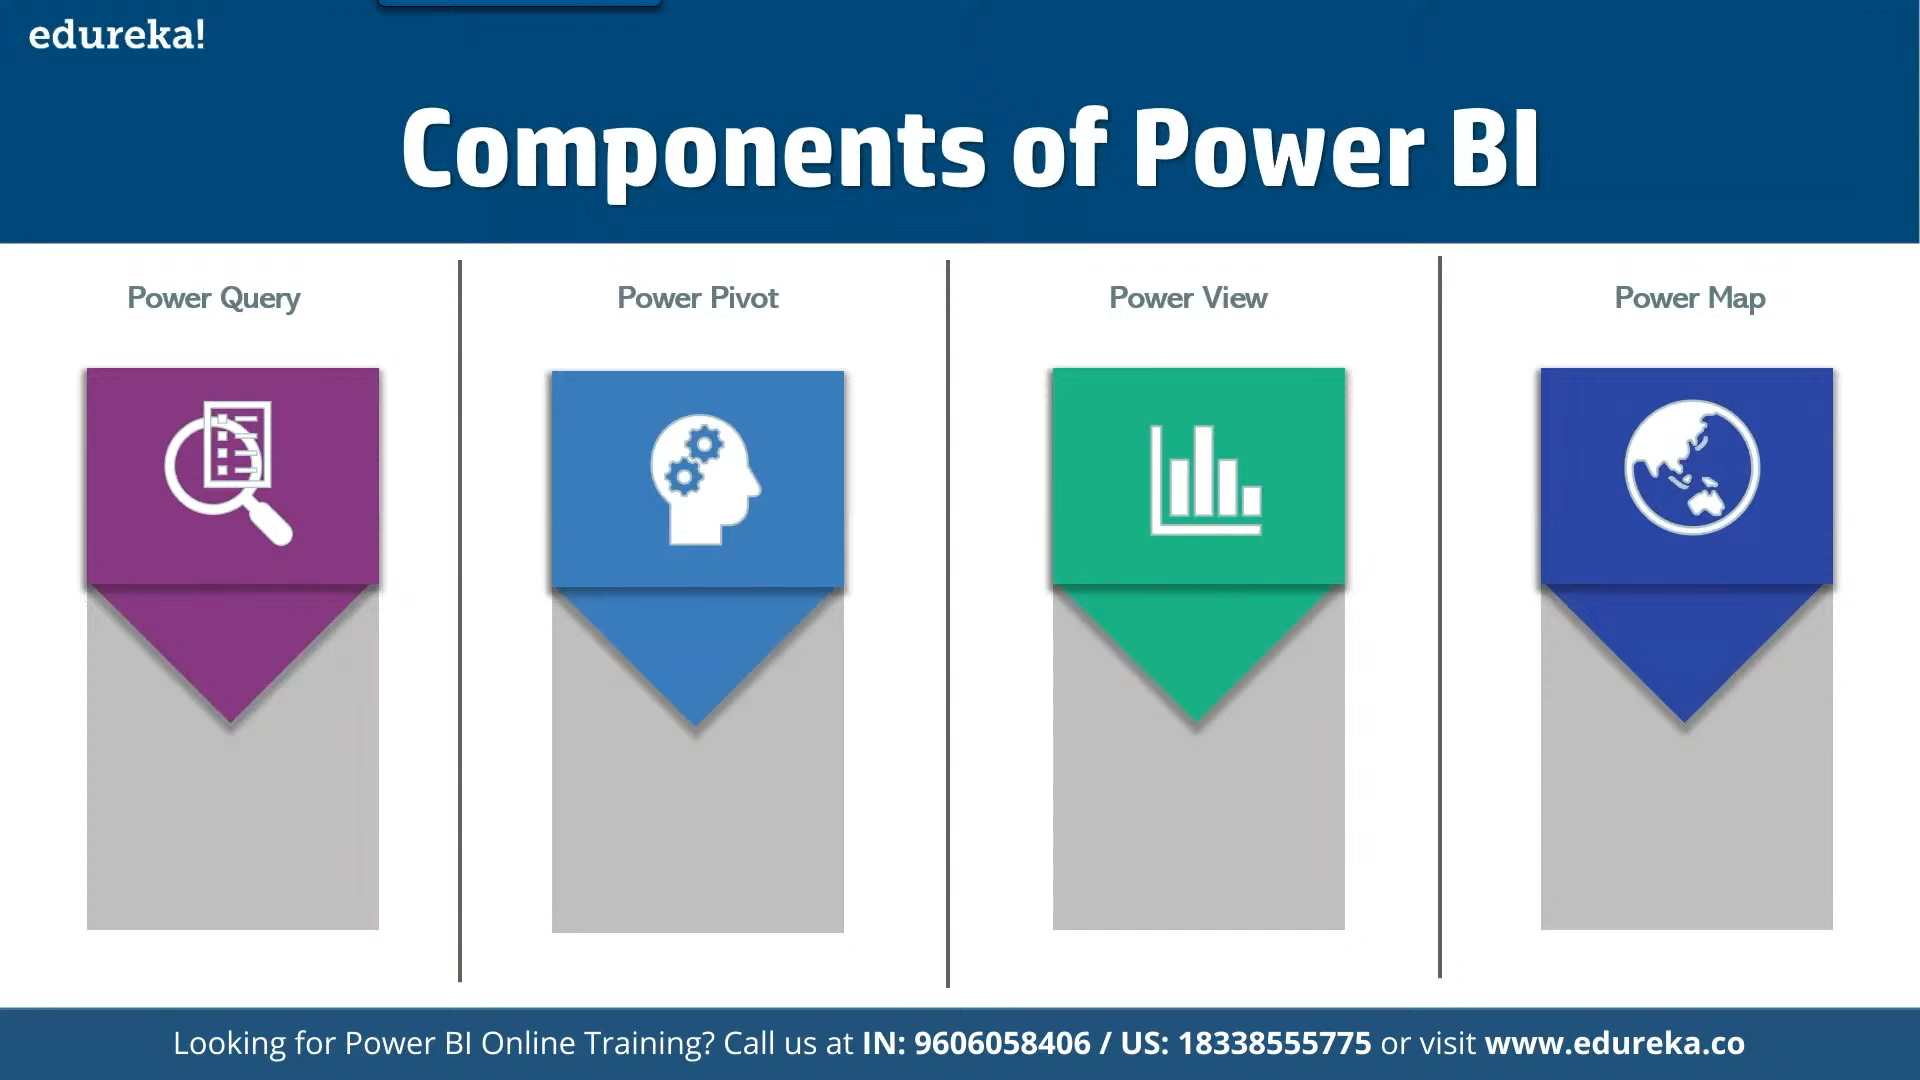 edureka!
Components of Power BI
Power Query
Power Pivot
Power View
Power Map
Looking for Power BI Online Training? Call us at IN: 9606058406 / US: 18338555775 or visit www.edureka.co